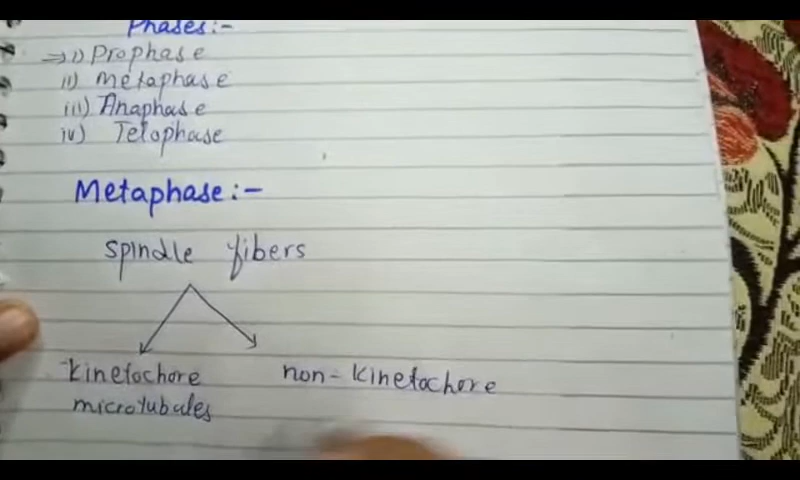 Phases:-
→ i) Prophase
ii) Metaphase
iii) Anaphase
iv) Telophase
Metaphase:-
spindle fibers
kinetochore non-kinetochore
microtubules